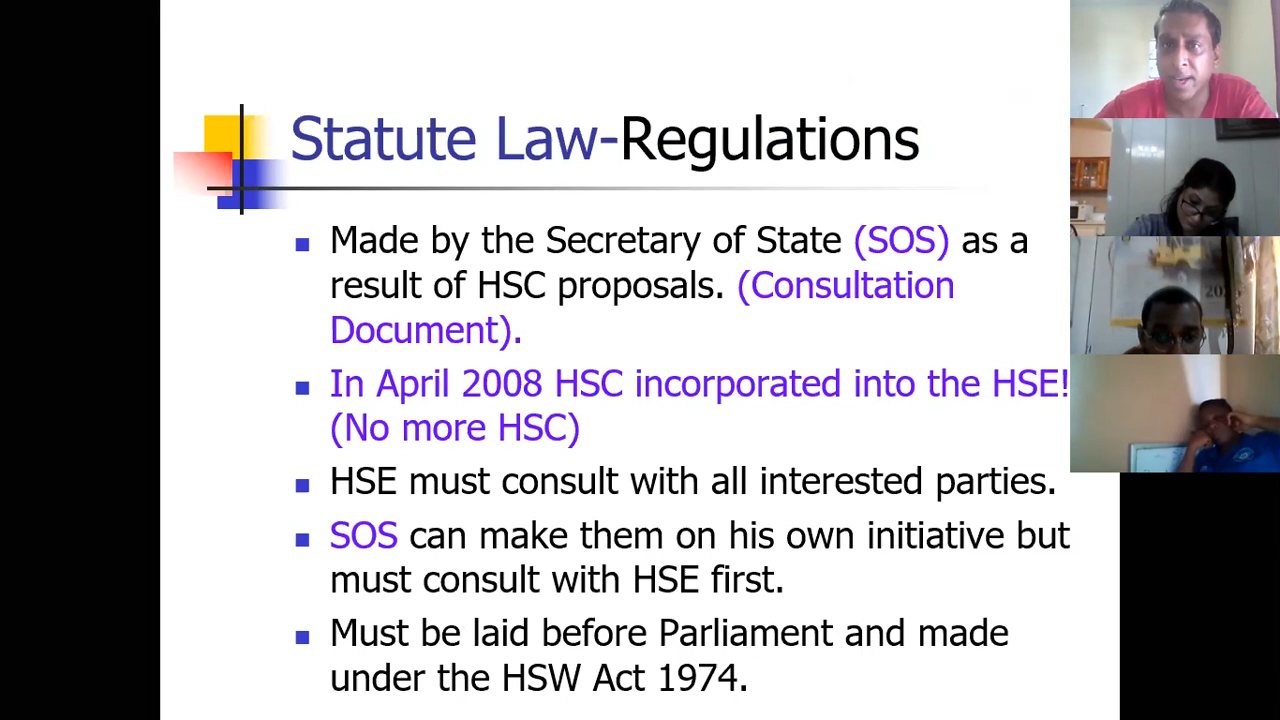 Statute Law-Regulations
Made by the Secretary of State (SOS) as a
result of HSC proposals. (Consultation
Document).
In April 2008 HSC incorporated into the HSE!
(No more HSC)
HSE must consult with all interested parties.
SOS can make them on his own initiative but
must consult with HSE first.
Must be laid before Parliament and made
under the HSW Act 1974.